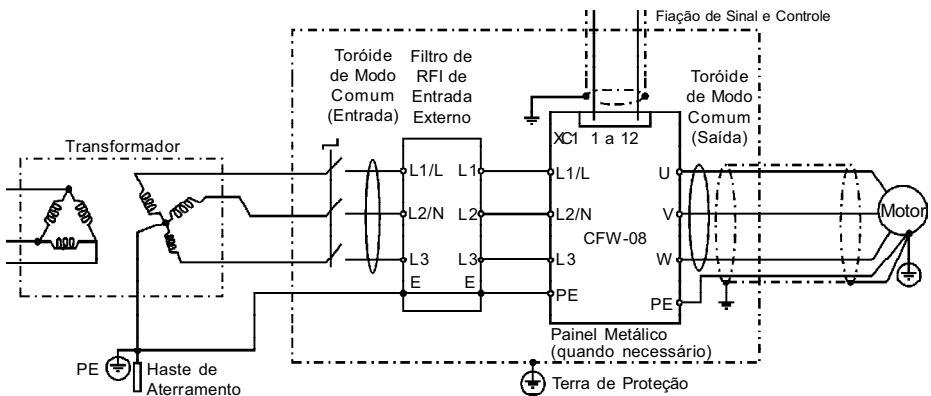 Fiação de Sinal e Controle
Toróide
de Modo
Comum
(Entrada)
Filtro de
RFI de
Entrada
Externo
Toróide
de Modo
Comum
(Saída)
XC1 1 a 12
Transformador
L1/L L1 L1/L U
L2/N L2 L2/N V
CFW-08
Motor
L3 L3 L3 W
E E PE
PE
Painel Metálico
(quando necessário)
PE
Haste de
Aterramento
Terra de Proteção